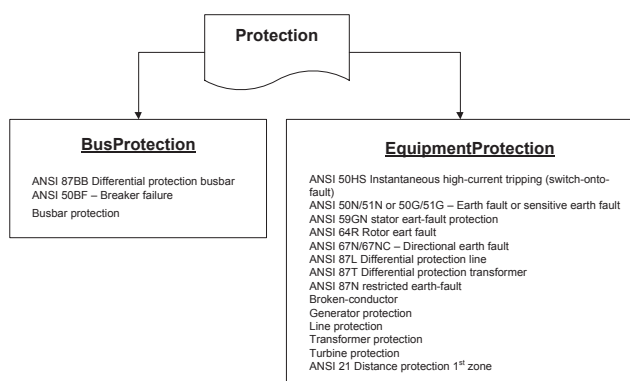 Protection
BusProtection
ANSI 87BB Differential protection busbar
ANSI 50BF – Breaker failure
Busbar protection
EquipmentProtection
ANSI 50HS Instantaneous high-current tripping (switch-onto-
fault)
ANSI 50N/51N or 50G/51G – Earth fault or sensitive earth fault
ANSI 59GN stator eart-fault protection
ANSI 64R Rotor eart fault
ANSI 67N/67NC – Directional earth fault
ANSI 87L Differential protection line
ANSI 87T Differential protection transformer
ANSI 87N restricted earth-fault
Broken-conductor
Generator protection
Line protection
Transformer protection
Turbine protection
ANSI 21 Distance protection 1st zone